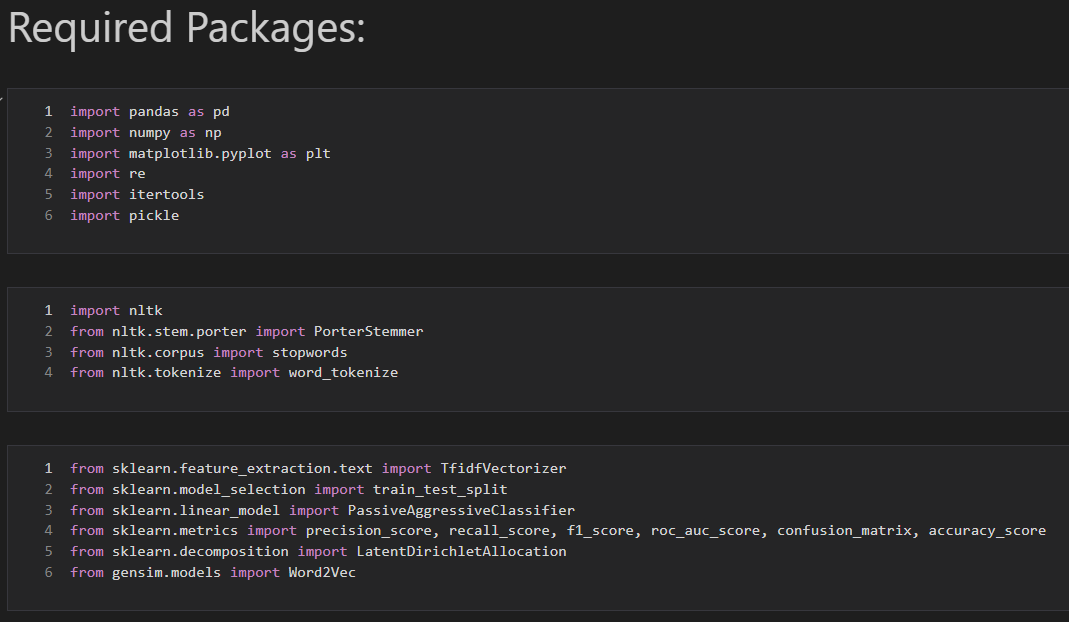 Required Packages:
1 import pandas as pd
2 import numpy as np
3 import matplotlib.pyplot as plt
4 import re
5 import itertools
6 import pickle
1 import nltk
2 from nltk.stem.porter import PorterStemmer
3 from nltk.corpus import stopwords
4 from nltk.tokenize import word_tokenize
1 from sklearn.feature_extraction.text import TfidfVectorizer
2 from sklearn.model_selection import train_test_split
3 from sklearn.linear_model import PassiveAggressiveClassifier
4 from sklearn.metrics import precision_score, recall_score, f1_score, roc_auc_score, confusion_matrix, accuracy_score
5 from sklearn.decomposition import LatentDirichletAllocation
6 from gensim.models import Word2Vec